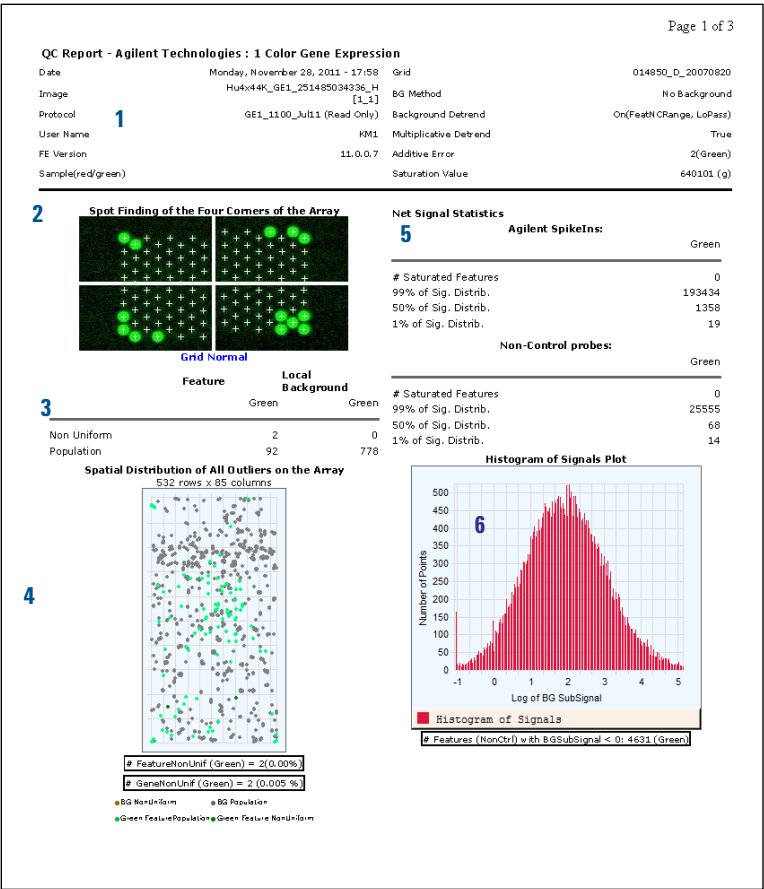 Page 1 of 3
QC Report - Agilent Technologies : 1 Color Gene Expression
Date Monday, November 28, 2011 - 17:58 Grid 014850_D_20070820
Image Hu4x44K_GE1_251485034336_H [1_1] BG Method No Background
Protocol GE1_1100_Jul11 (Read Only) Background Detrend On(FeatNCRange, LoPass)
1
User Name KM1 Multiplicative Detrend True
FE Version 11.0.0.7 Additive Error 2(Green)
Sample(red/green) Saturation Value 640101 (g)
2
Spot Finding of the Four Corners of the Array
Grid Normal
Feature Local Background
Green Green
3
Non Uniform 2 0
Population 92 778
Spatial Distribution of All Outliers on the Array
532 rows x 85 columns
4
# FeatureNonUnif (Green) = 2(0.00%)
# GeneNonUnif (Green) = 2 (0.005 %)
BG NonUniform BG Population
Green FeaturePopulation Green Feature NonUniform
Net Signal Statistics
5
Agilent SpikeIns:
Green
# Saturated Features 0
99% of Sig. Distrib. 193434
50% of Sig. Distrib. 1358
1% of Sig. Distrib. 19
Non-Control probes:
Green
# Saturated Features 0
99% of Sig. Distrib. 25555
50% of Sig. Distrib. 68
1% of Sig. Distrib. 14
Histogram of Signals Plot
6
Number of Points
500
450
400
350
300
250
200
150
100
50
0
-1 0 1 2 3 4 5
Log of BG SubSignal
Histogram of Signals
# Features (NonCtrl) with BGSubSignal < 0: 4631 (Green)